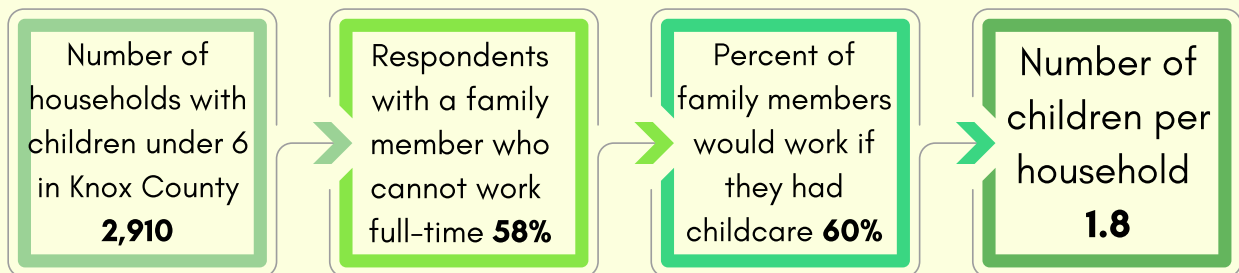 Number of
households with
children under 6
in Knox County
2,910
Respondents
with a family
member who
cannot work
full-time 58%
Percent of
family members
would work if
they had
childcare 60%
Number of
children per
household
1.8